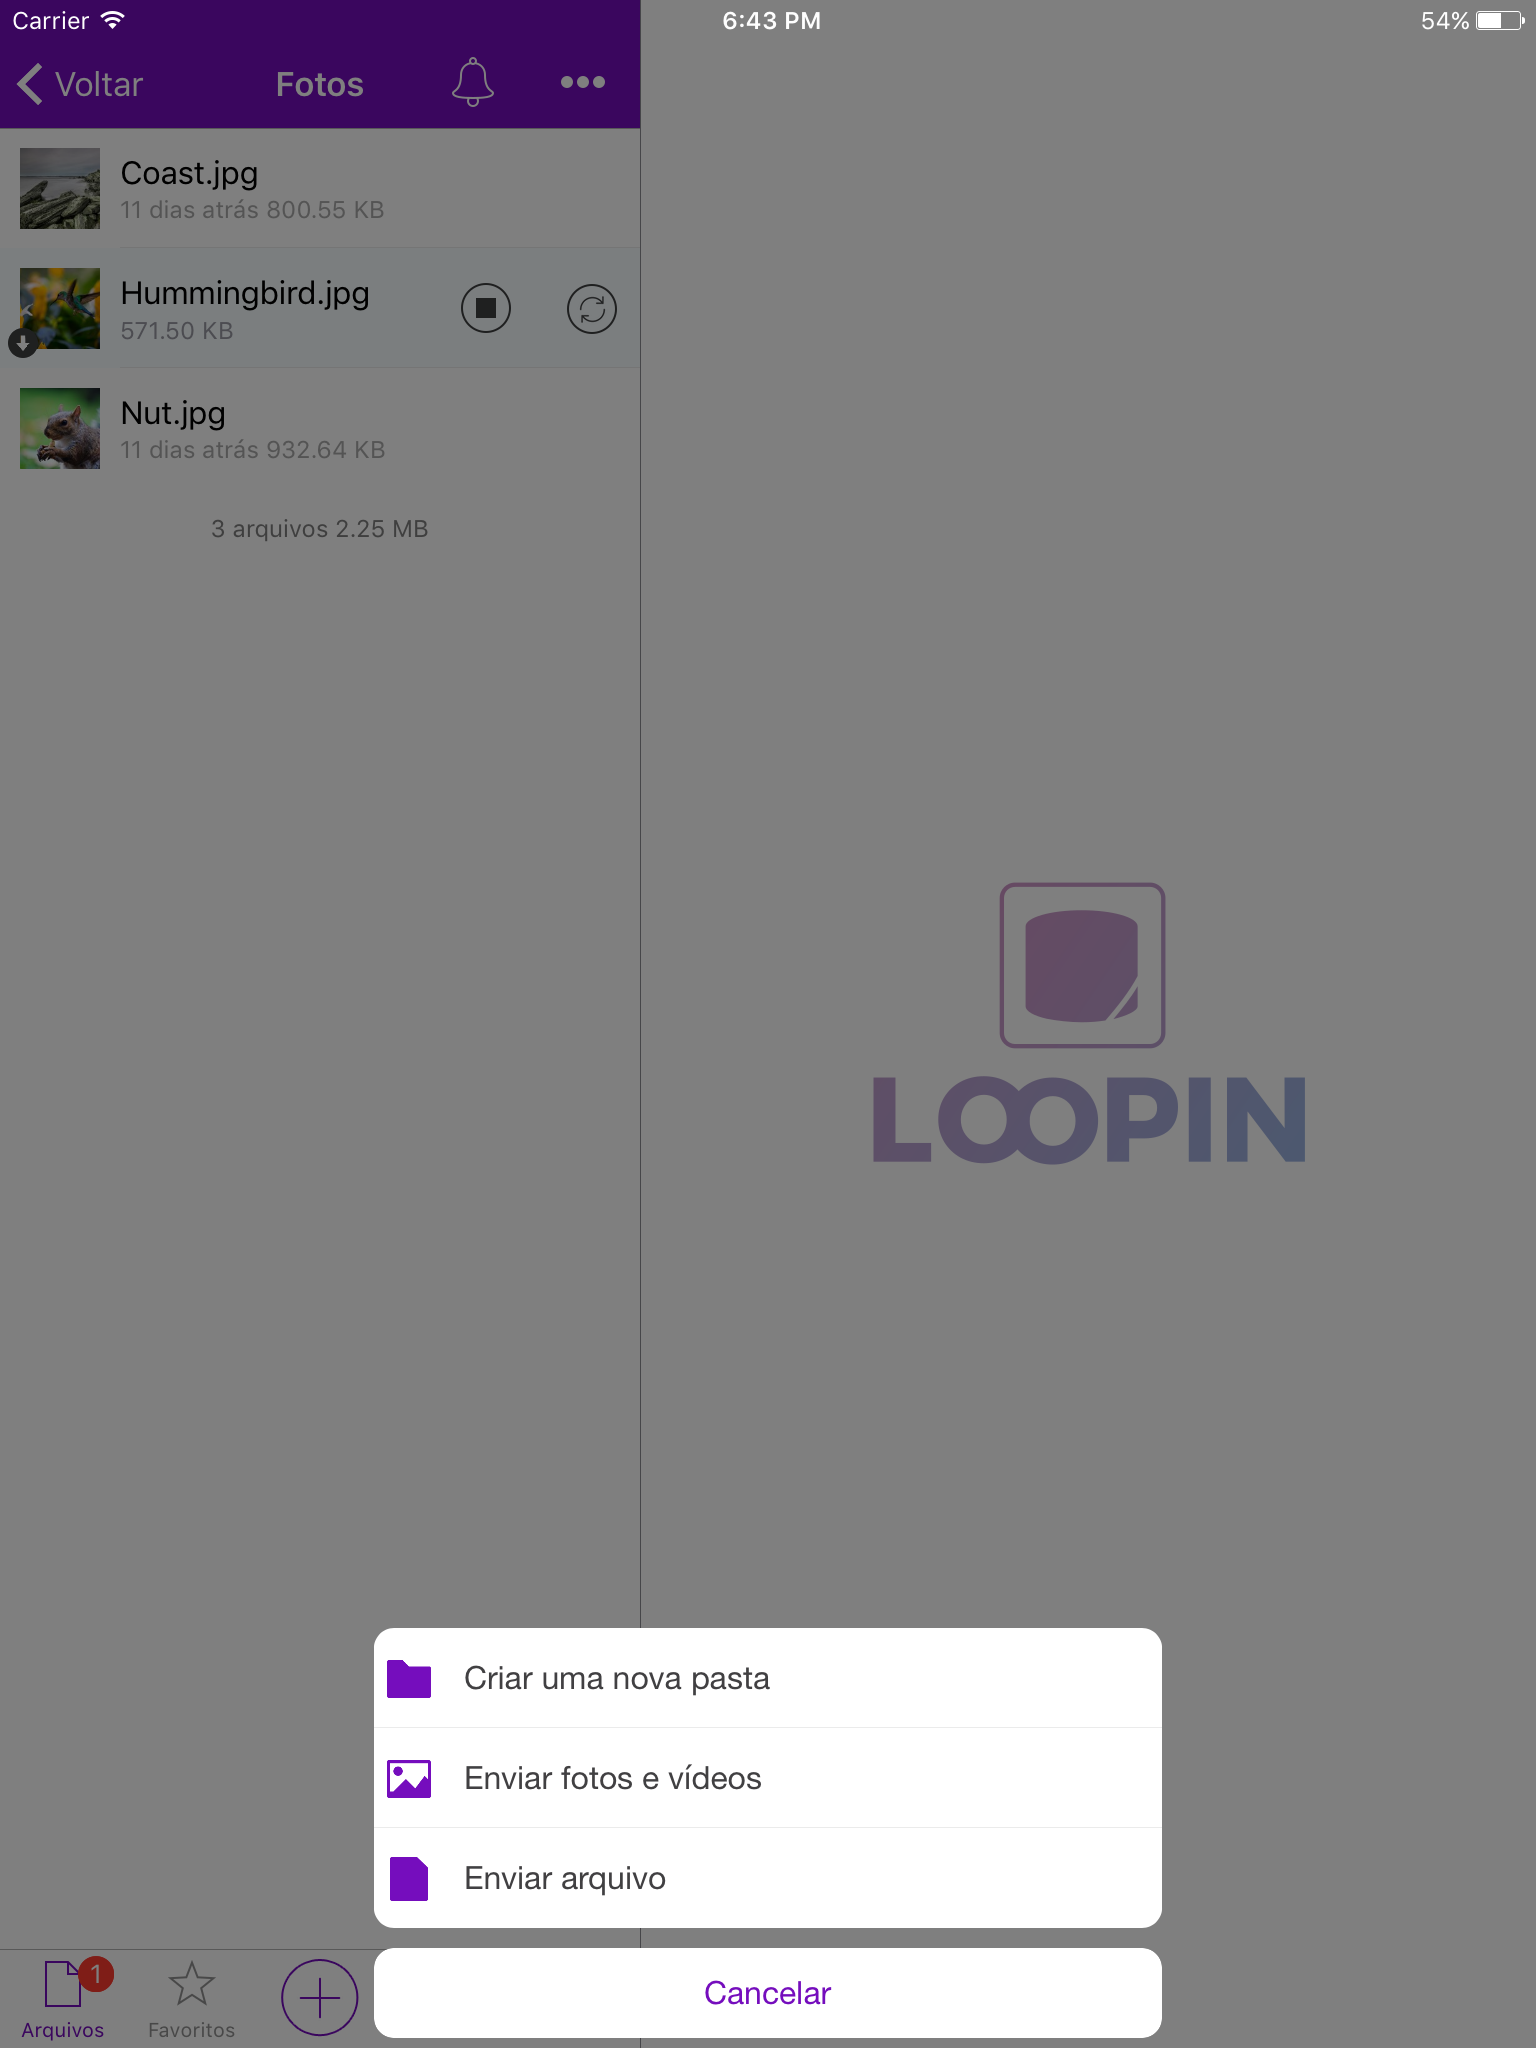 Carrier 6:43 PM 54%
Voltar Fotos
Coast.jpg
11 dias atrás 800.55 KB
Hummingbird.jpg
571.50 KB
Nut.jpg
11 dias atrás 932.64 KB
3 arquivos 2.25 MB
LOOPIN
Criar uma nova pasta
Enviar fotos e vídeos
Enviar arquivo
Cancelar
1
Arquivos Favoritos